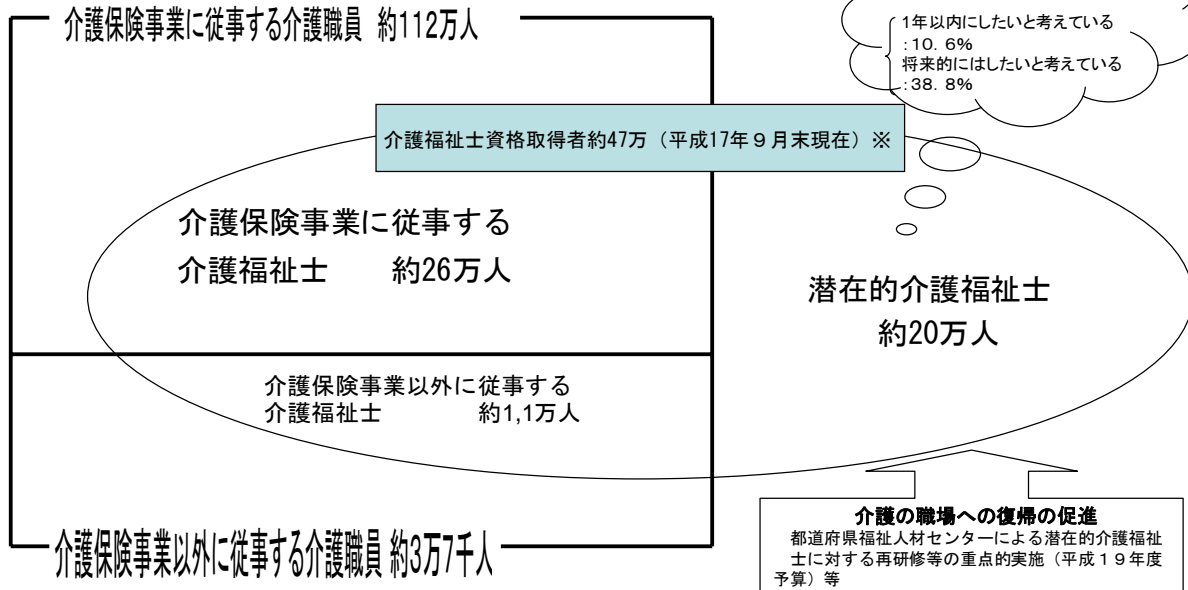 介護保険事業に従事する介護職員 約112万人
1年以内にしたいと考えている
:10.6%
将来的にはしたいと考えている
:38.8%
介護福祉士資格取得者約47万（平成17年９月末現在）※
介護保険事業に従事する
介護福祉士 約26万人
潜在的介護福祉士
約20万人
介護保険事業以外に従事する
介護福祉士 約1,1万人
介護保険事業以外に従事する介護職員 約3万7千人
介護の職場への復帰の促進
都道府県福祉人材センターによる潜在的介護福祉
士に対する再研修等の重点的実施（平成１９年度
予算）等